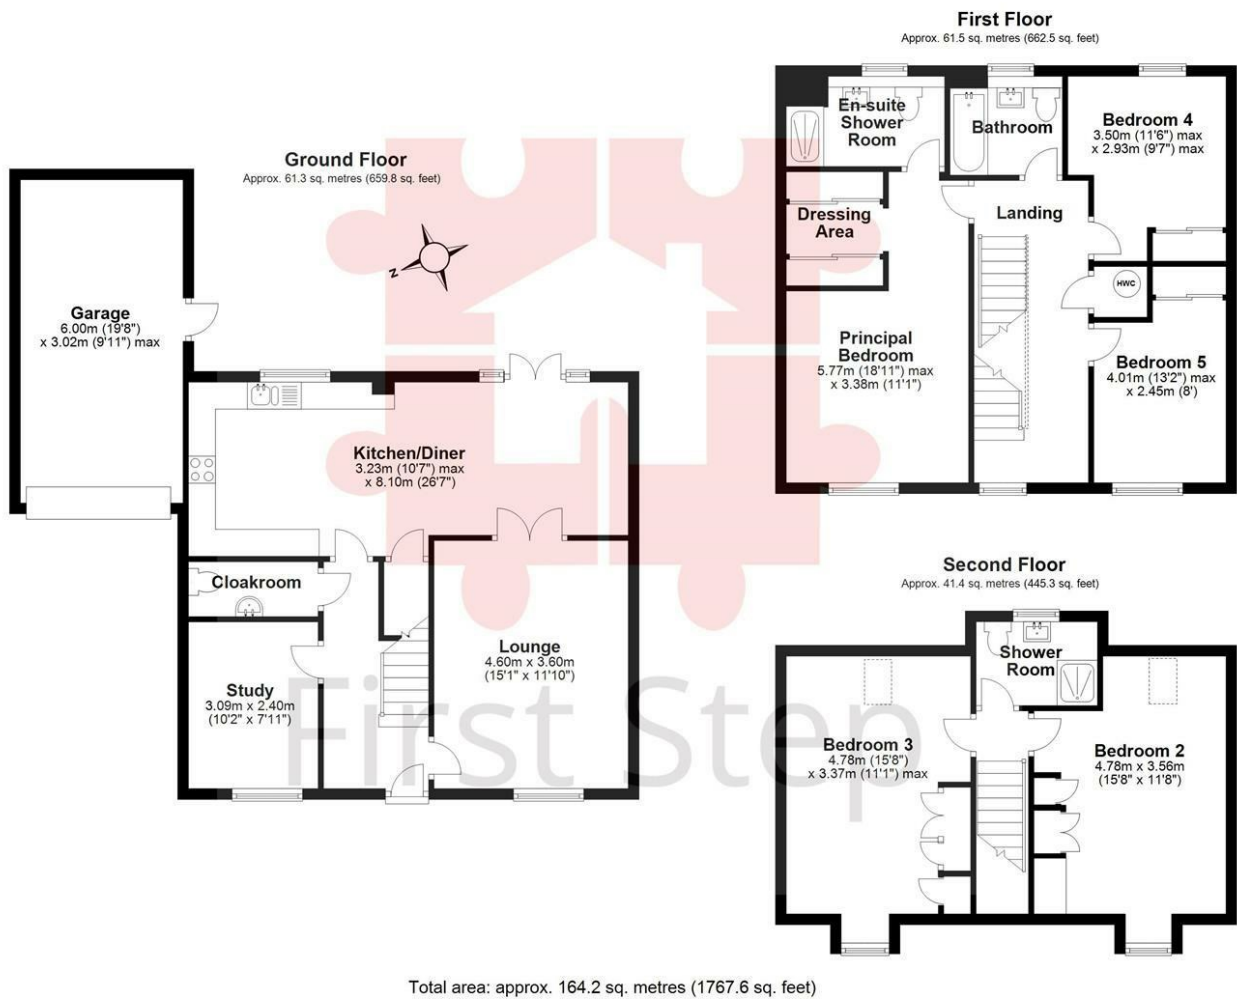 First Floor
Approx. 61.5 sq. metres (662.5 sq. feet)
En-suite
Shower
Room
Bathroom
Bedroom 4
3.50m (11'6") max
x 2.93m (9'7") max
Dressing
Area
Landing
HWC
Principal
Bedroom
5.77m (18'11") max
x 3.38m (11'1")
Bedroom 5
4.01m (13'2") max
x 2.45m (8')
Ground Floor
Approx. 61.3 sq. metres (659.8 sq. feet)
N
Garage
6.00m (19'8")
x 3.02m (9'11") max
Kitchen/Diner
3.23m (10'7") max
x 8.10m (26'7")
Cloakroom
Lounge
4.60m x 3.60m
(15'1" x 11'10")
Study
3.09m x 2.40m
(10'2" x 7'11")
First Step
Second Floor
Approx. 41.4 sq. metres (445.3 sq. feet)
Shower
Room
Bedroom 3
4.78m (15'8")
x 3.37m (11'1") max
Bedroom 2
4.78m x 3.56m
(15'8" x 11'8")
Total area: approx. 164.2 sq. metres (1767.6 sq. feet)